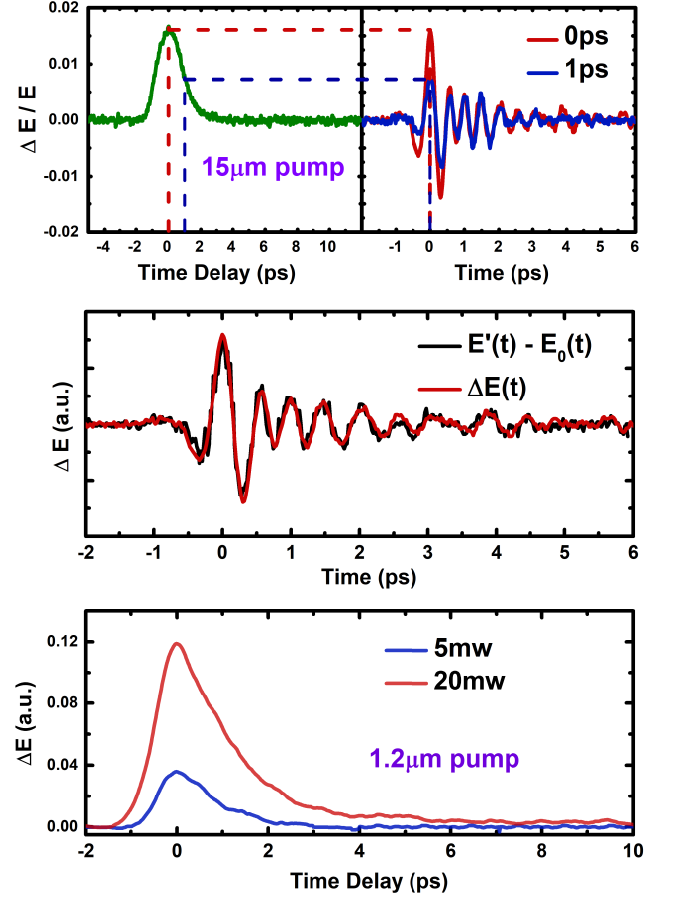 0.02
0.01
0.00
-0.01
-0.02
Δ E / E
15μm pump
0ps
1ps
-4 -2 0 2 4 6 8 10
-1 0 1 2 3 4 5 6
Time Delay (ps)
Time (ps)
E'(t) - E0(t)
ΔE(t)
Δ E (a.u.)
-2 -1 0 1 2 3 4 5 6
Time (ps)
0.12
0.08
0.04
0.00
ΔE (a.u.)
5mw
20mw
1.2μm pump
-2 0 2 4 6 8 10
Time Delay (ps)